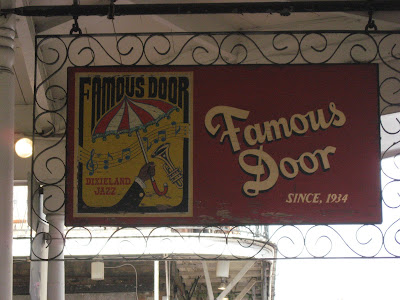 FAMOUS DOOR
DIXIELAND
JAZZ
Famous
Door
SINCE, 1934